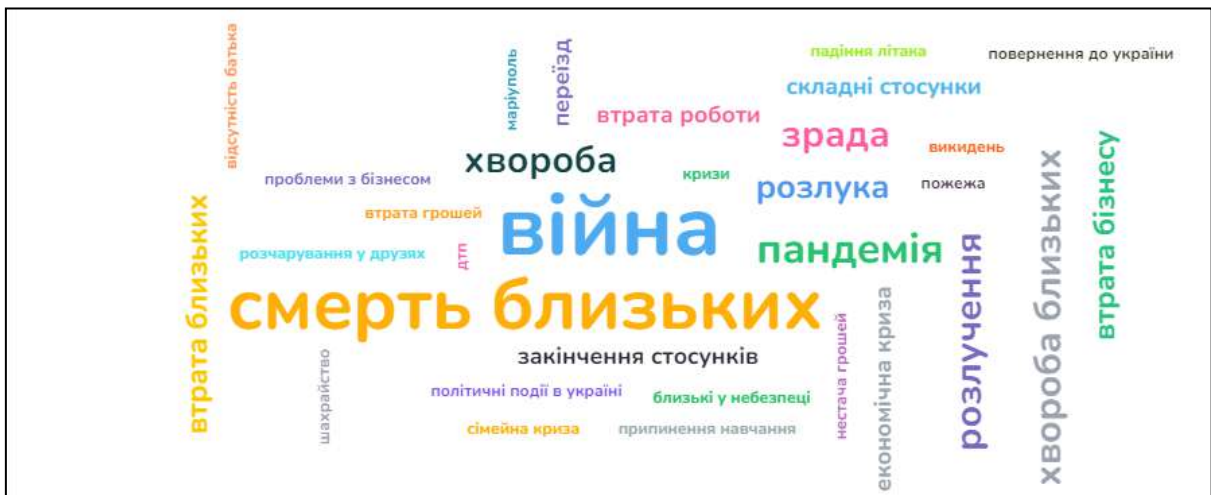 відсутність батька
маріуполь
переїзд
падіння літака
повернення до україни
складні стосунки
втрата роботи
зрада
викидень
хвороба
кризи
проблеми з бізнесом
розлука
пожежа
втрата грошей
війна
пандемія
розчарування у друзях
дтп
втрата близьких
смерть близьких
розлучення
хвороба близьких
втрата бізнесу
закінчення стосунків
шахрайство
нестача грошей
економічна криза
політичні події в україні
близькі у небезпеці
сімейна криза
припинення навчання